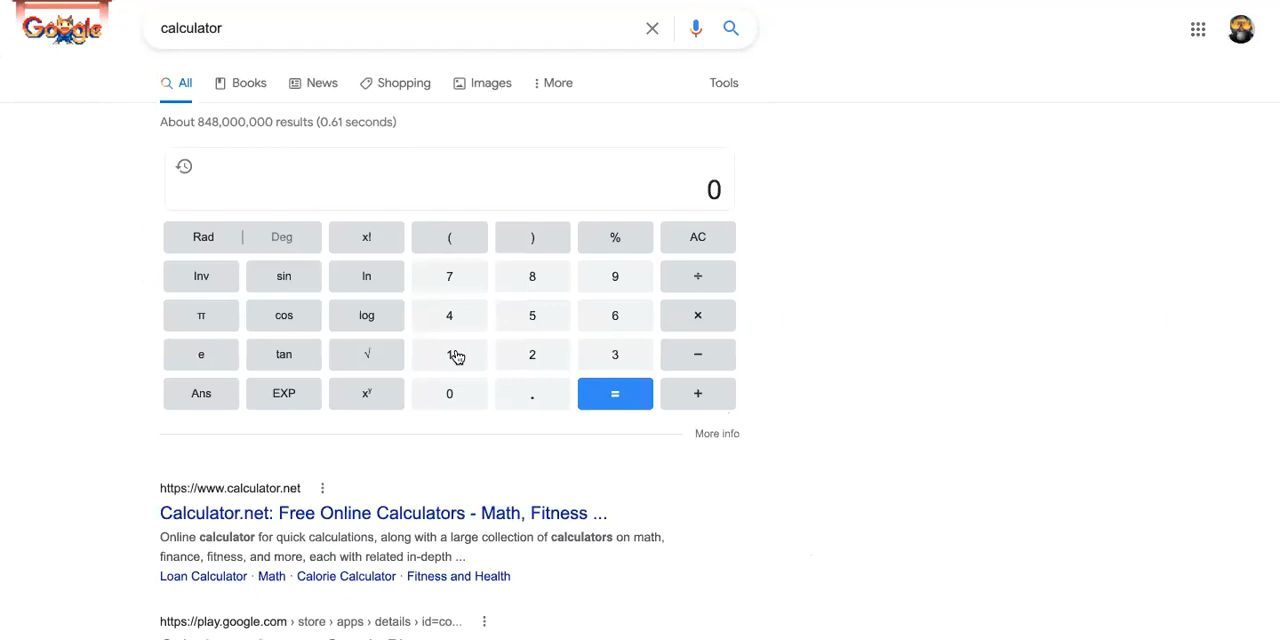 Google
calculator
All Books News Shopping Images More Tools
About 848,000,000 results (0.61 seconds)
0
Rad | Deg x! ( ) % AC
Inv sin ln 7 8 9 ÷
π cos log 4 5 6 ×
e tan √ 1 2 3 −
Ans EXP xʸ 0 . = +
More info
https://www.calculator.net
Calculator.net: Free Online Calculators - Math, Fitness ...
Online calculator for quick calculations, along with a large collection of calculators on math,
finance, fitness, and more, each with related in-depth ...
Loan Calculator · Math · Calorie Calculator · Fitness and Health
https://play.google.com › store › apps › details › id=co...